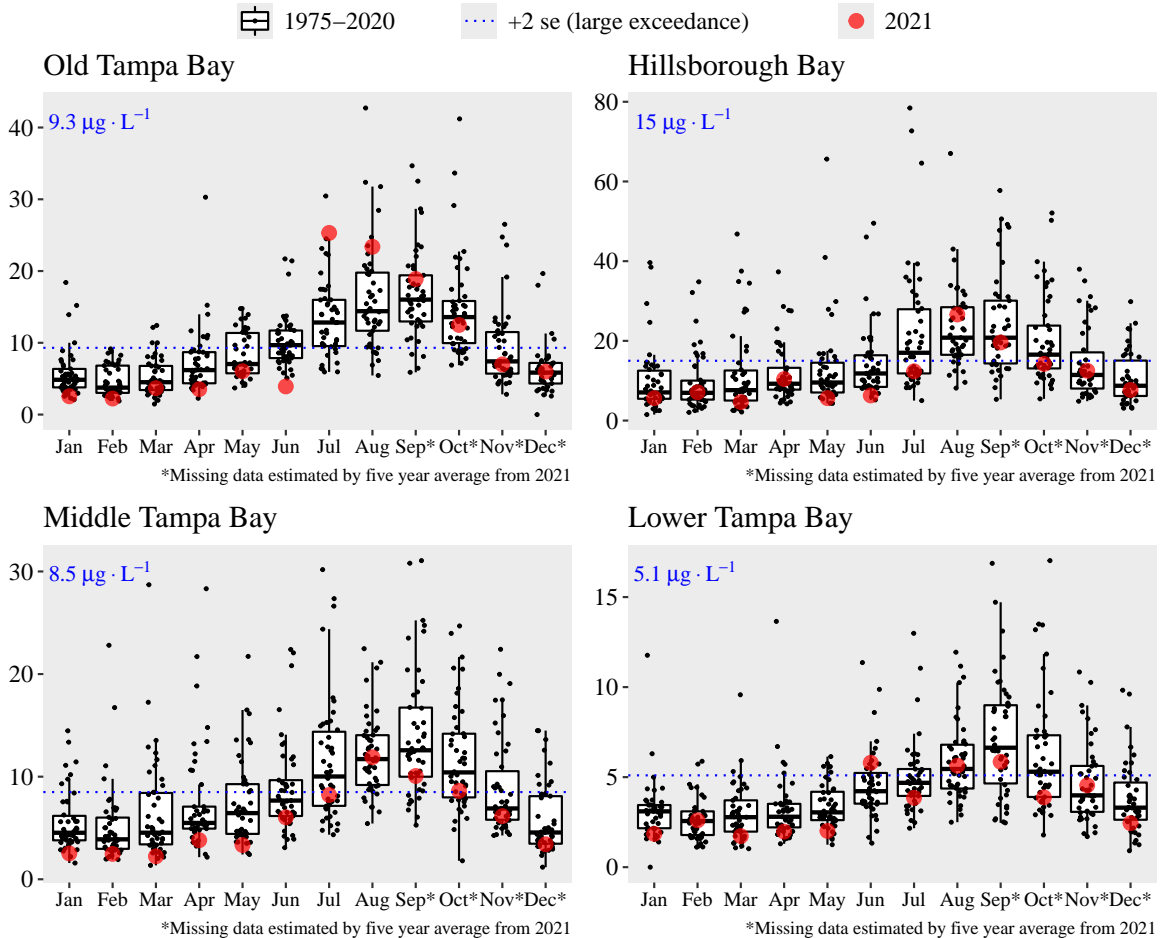 1975−2020 +2 se (large exceedance) 2021
Old Tampa Bay
9.3 μg · L⁻¹
40
30
20
10
0
Jan Feb Mar Apr May Jun Jul Aug Sep* Oct* Nov* Dec*
*Missing data estimated by five year average from 2021
Hillsborough Bay
15 μg · L⁻¹
80
60
40
20
0
Jan Feb Mar Apr May Jun Jul Aug Sep* Oct* Nov* Dec*
*Missing data estimated by five year average from 2021
Middle Tampa Bay
8.5 μg · L⁻¹
30
20
10
0
Jan Feb Mar Apr May Jun Jul Aug Sep* Oct* Nov* Dec*
*Missing data estimated by five year average from 2021
Lower Tampa Bay
5.1 μg · L⁻¹
15
10
5
0
Jan Feb Mar Apr May Jun Jul Aug Sep* Oct* Nov* Dec*
*Missing data estimated by five year average from 2021